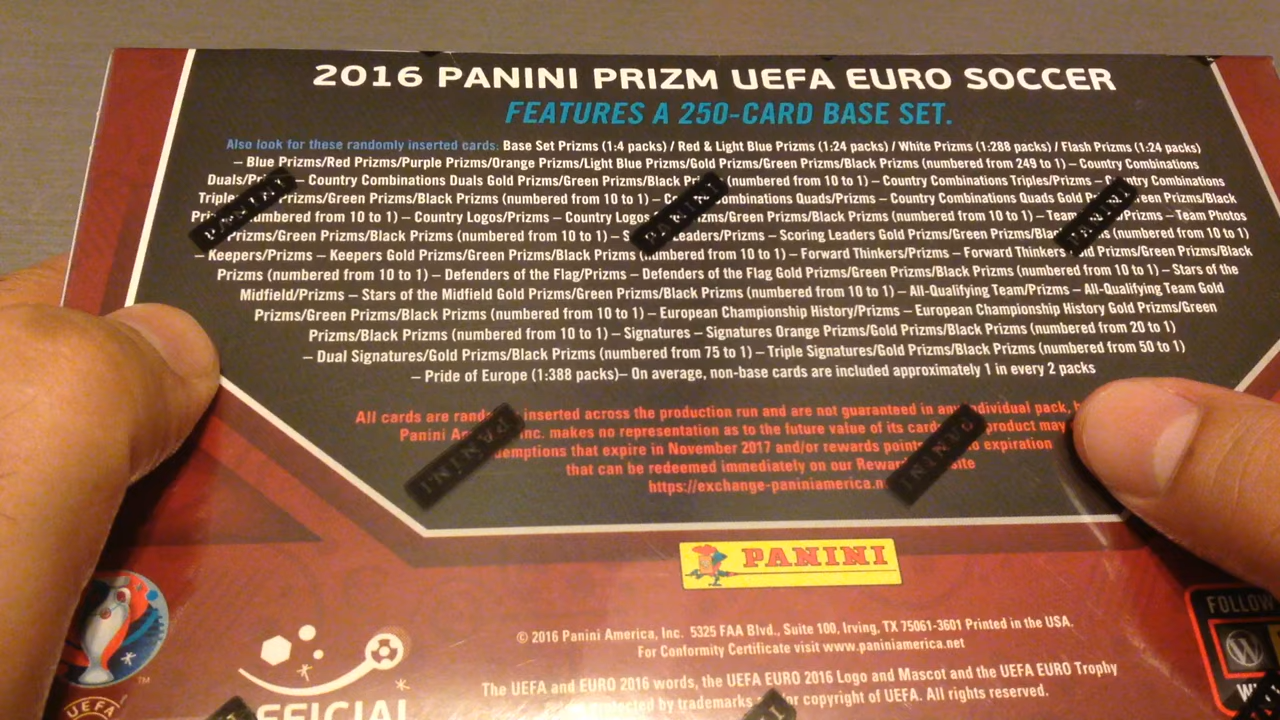 2016 PANINI PRIZM UEFA EURO SOCCER
FEATURES A 250-CARD BASE SET.
Also look for these randomly inserted cards: Base Set Prizms (1:4 packs) / Red & Light Blue Prizms (1:24 packs) / White Prizms (1:288 packs) / Flash Prizms (1:24 packs)
– Blue Prizms/Red Prizms/Purple Prizms/Orange Prizms/Light Blue Prizms/Gold Prizms/Green Prizms/Black Prizms (numbered from 249 to 1) – Country Combinations
Duals/ – Country Combinations Duals Gold Prizms/Green Prizms/Black (numbered from 10 to 1) – Country Combinations Triples/Prizms – Combinations
Prizms/Green Prizms/Black Prizms (numbered from 10 to 1) – Combinations Quads/Prizms – Country Combinations Quads Gold Prizms/Black
(numbered from 10 to 1) – Country Logos/Prizms – Country Logos Prizms/Green Prizms/Black Prizms (numbered from 10 to 1) – Team /Prizms – Team Photos
Prizms/Green Prizms/Black Prizms (numbered from 10 to 1) – Leaders/Prizms – Scoring Leaders Gold Prizms/Green Prizms/ (numbered from 10 to 1)
– Keepers/Prizms – Keepers Gold Prizms/Green Prizms/Black Prizms (numbered from 10 to 1) – Forward Thinkers/Prizms – Forward Thinkers Prizms/Green Prizms/Black
Prizms (numbered from 10 to 1) – Defenders of the Flag/Prizms – Defenders of the Flag Gold Prizms/Green Prizms/Black Prizms (numbered from 10 to 1) – Stars of the
Midfield/Prizms – Stars of the Midfield Gold Prizms/Green Prizms/Black Prizms (numbered from 10 to 1) – All-Qualifying Team/Prizms – All-Qualifying Team Gold
Prizms/Green Prizms/Black Prizms (numbered from 10 to 1) – European Championship History/Prizms – European Championship History Gold Prizms/Green
Prizms/Black Prizms (numbered from 10 to 1) – Signatures – Signatures Orange Prizms/Gold Prizms/Black Prizms (numbered from 20 to 1)
– Dual Signatures/Gold Prizms/Black Prizms (numbered from 75 to 1) – Triple Signatures/Gold Prizms/Black Prizms (numbered from 50 to 1)
– Pride of Europe (1:388 packs)– On average, non-base cards are included approximately 1 in every 2 packs
All cards are inserted across the production run and are not guaranteed in any individual pack,
Panini Inc. makes no representation as to the future value of its product may
that expire in November 2017 and/or rewards expiration
that can be redeemed immediately on our
https://exchange-paniniamerica.n
PANINI
PANINI
PANINI
PANINI
PANINI
PANINI
© 2016 Panini America, Inc. 5325 FAA Blvd., Suite 100, Irving, TX 75061-3601 Printed in the USA.
For Conformity Certificate visit www.paniniamerica.net
The UEFA and EURO 2016 words, the UEFA EURO 2016 Logo and Mascot and the UEFA EURO Trophy
protected by trademarks copyright of UEFA. All rights reserved.
FOLLOW
UEFA
TM